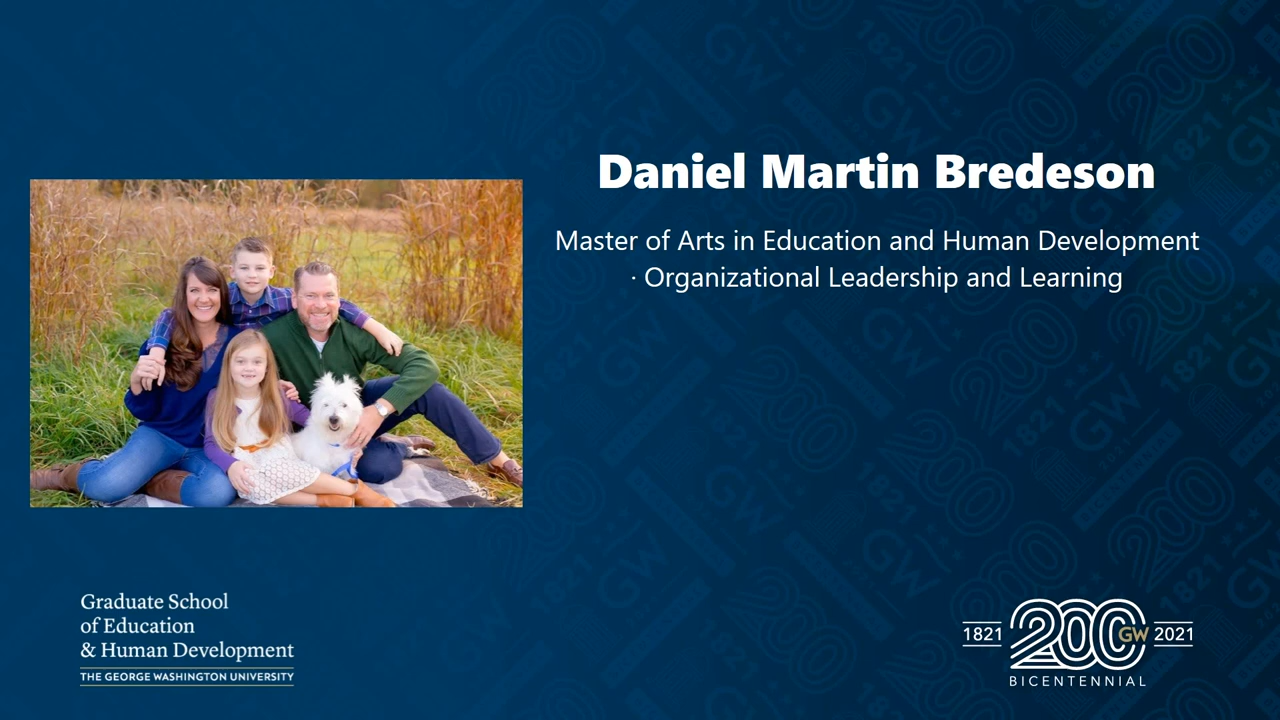 Daniel Martin Bredeson
Master of Arts in Education and Human Development
· Organizational Leadership and Learning
Graduate School
of Education
& Human Development
THE GEORGE WASHINGTON UNIVERSITY
1821 200 GW 2021
BICENTENNIAL